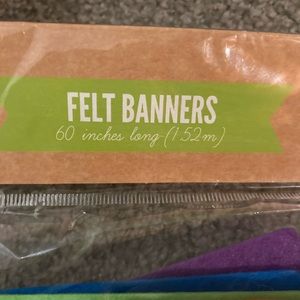 FELT BANNERS
60 inches long (1.52m)